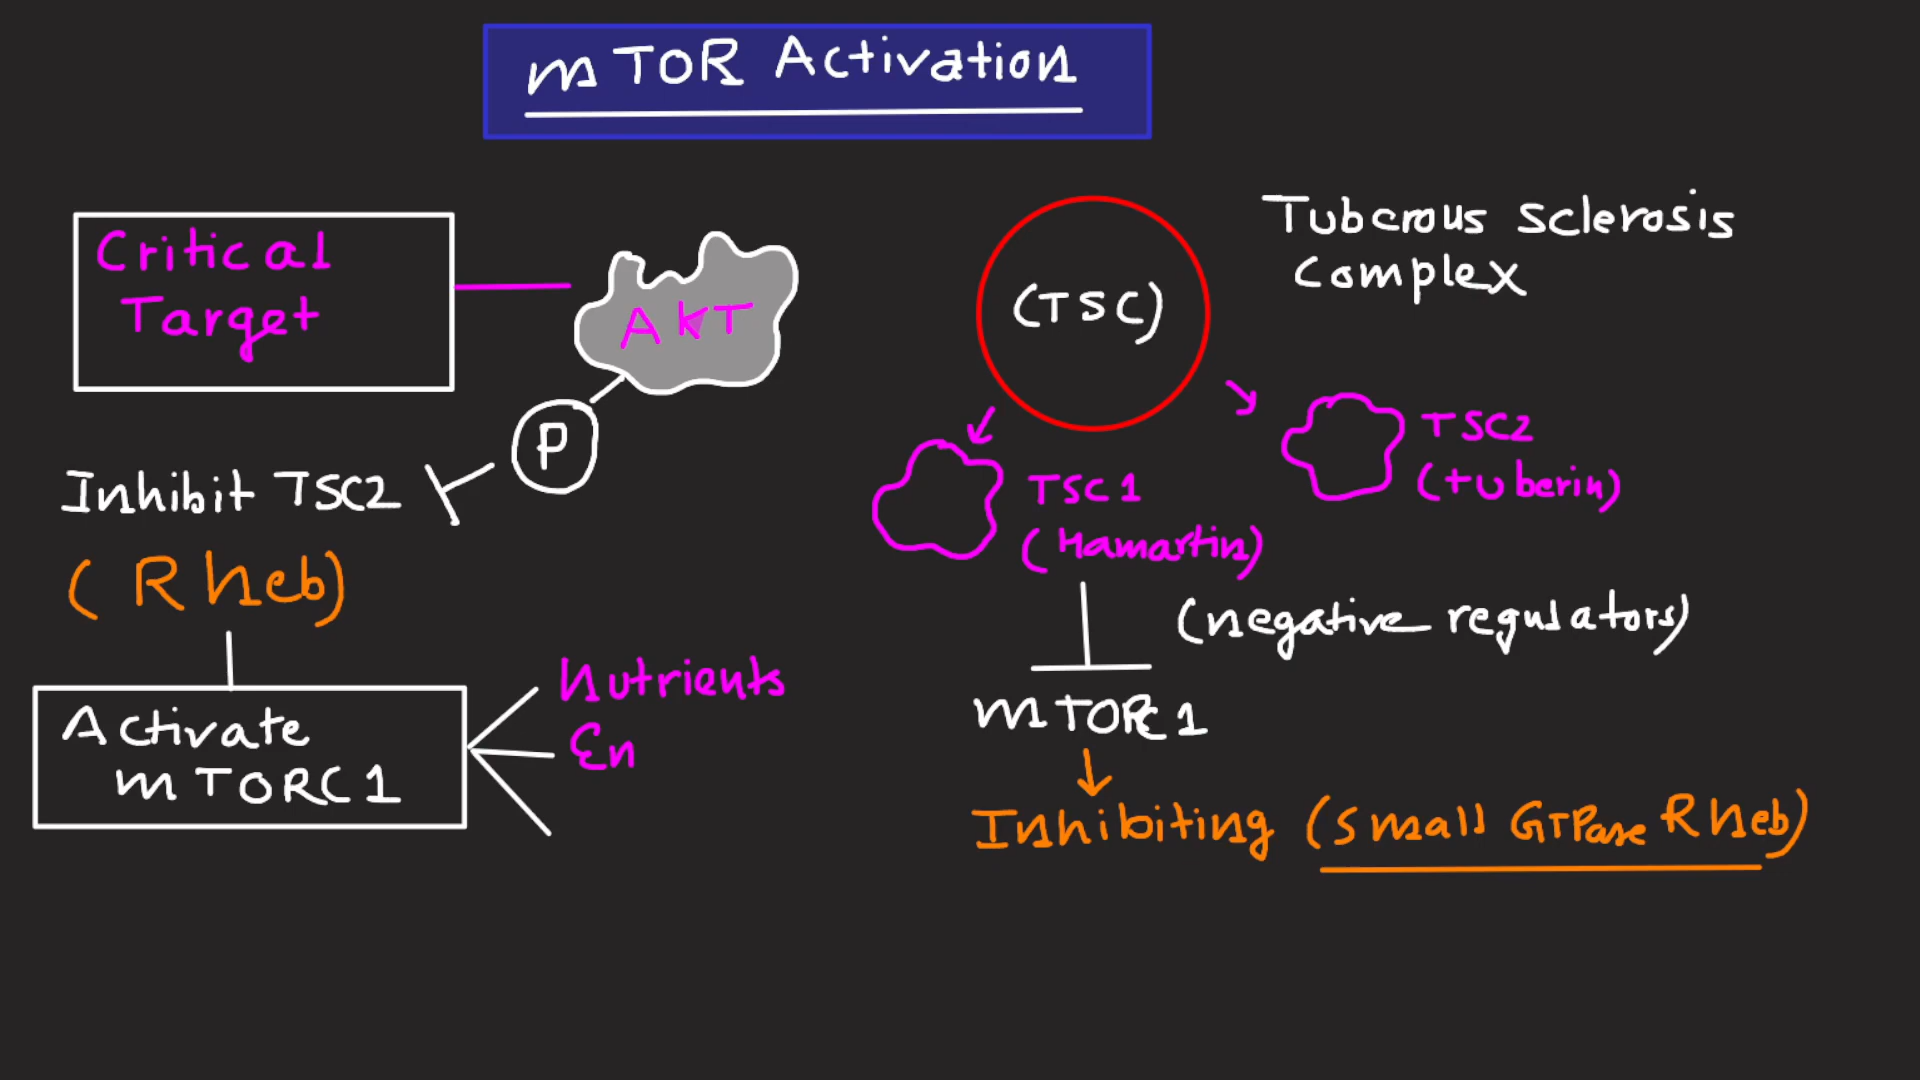 mTOR Activation
Critical
Target
AKT
P
Inhibit TSC2
(Rheb)
Activate
mTORC1
Nutrients
En
(TSC)
Tuberous sclerosis
complex
TSC1
(Hamartin)
TSC2
(tuberin)
(negative regulators)
mTORC1
Inhibiting (small GTPase Rheb)